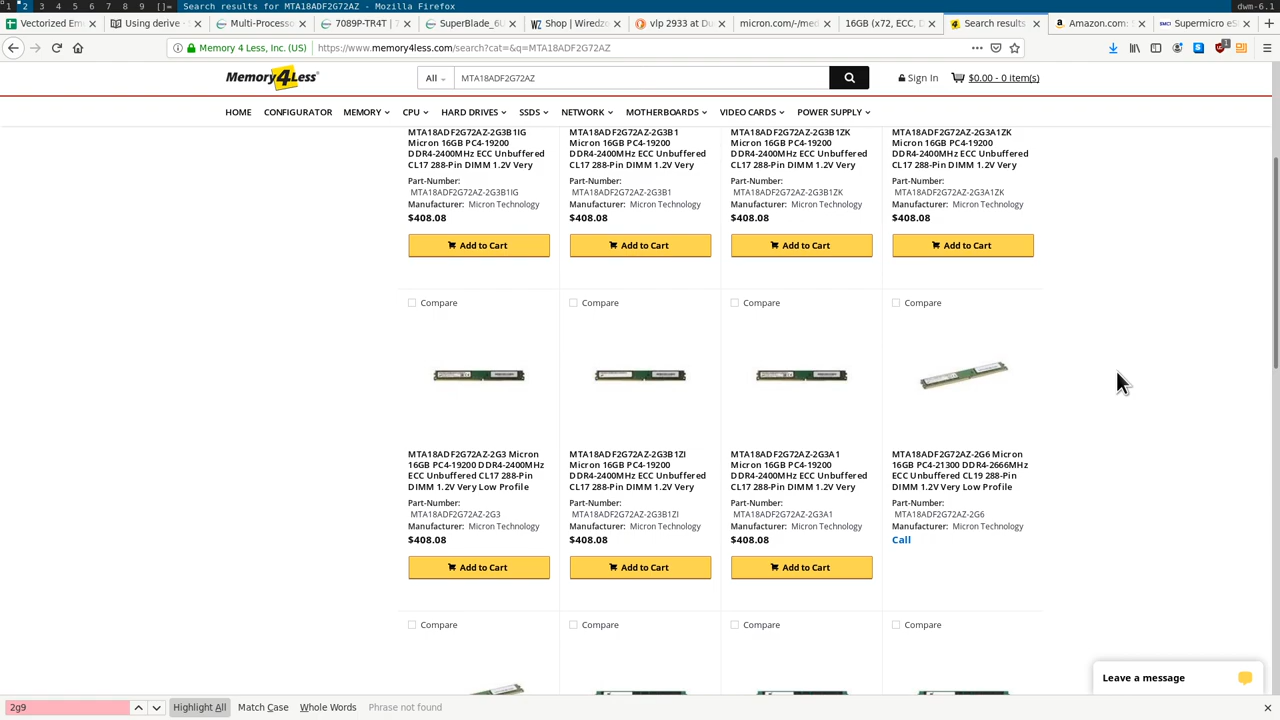 1 2 3 4 5 6 7 8 9 []= Search results for MTA18ADF2G72AZ - Mozilla Firefox dwm-6.1
Vectorized Em Using derive - Multi-Process 7089P-TR4T | 7 SuperBlade_6U Shop | Wiredzo vlp 2933 at Du micron.com/-/med 16GB (x72, ECC, D Search results Amazon.com: Supermicro eS
Memory 4 Less, Inc. (US) https://www.memory4less.com/search?cat=&q=MTA18ADF2G72AZ
Memory4Less All MTA18ADF2G72AZ Sign In $0.00 - 0 item(s)
HOME CONFIGURATOR MEMORY CPU HARD DRIVES SSDS NETWORK MOTHERBOARDS VIDEO CARDS POWER SUPPLY
MTA18ADF2G72AZ-2G3B1IG
Micron 16GB PC4-19200
DDR4-2400MHz ECC Unbuffered
CL17 288-Pin DIMM 1.2V Very
Part-Number:
MTA18ADF2G72AZ-2G3B1IG
Manufacturer: Micron Technology
$408.08
Add to Cart
MTA18ADF2G72AZ-2G3B1
Micron 16GB PC4-19200
DDR4-2400MHz ECC Unbuffered
CL17 288-Pin DIMM 1.2V Very
Part-Number:
MTA18ADF2G72AZ-2G3B1
Manufacturer: Micron Technology
$408.08
Add to Cart
MTA18ADF2G72AZ-2G3B1ZK
Micron 16GB PC4-19200
DDR4-2400MHz ECC Unbuffered
CL17 288-Pin DIMM 1.2V Very
Part-Number:
MTA18ADF2G72AZ-2G3B1ZK
Manufacturer: Micron Technology
$408.08
Add to Cart
MTA18ADF2G72AZ-2G3A1ZK
Micron 16GB PC4-19200
DDR4-2400MHz ECC Unbuffered
CL17 288-Pin DIMM 1.2V Very
Part-Number:
MTA18ADF2G72AZ-2G3A1ZK
Manufacturer: Micron Technology
$408.08
Add to Cart
Compare
MTA18ADF2G72AZ-2G3 Micron
16GB PC4-19200 DDR4-2400MHz
ECC Unbuffered CL17 288-Pin
DIMM 1.2V Very Low Profile
Part-Number:
MTA18ADF2G72AZ-2G3
Manufacturer: Micron Technology
$408.08
Add to Cart
Compare
MTA18ADF2G72AZ-2G3B1ZI
Micron 16GB PC4-19200
DDR4-2400MHz ECC Unbuffered
CL17 288-Pin DIMM 1.2V Very
Part-Number:
MTA18ADF2G72AZ-2G3B1ZI
Manufacturer: Micron Technology
$408.08
Add to Cart
Compare
MTA18ADF2G72AZ-2G3A1
Micron 16GB PC4-19200
DDR4-2400MHz ECC Unbuffered
CL17 288-Pin DIMM 1.2V Very
Part-Number:
MTA18ADF2G72AZ-2G3A1
Manufacturer: Micron Technology
$408.08
Add to Cart
Compare
MTA18ADF2G72AZ-2G6 Micron
16GB PC4-21300 DDR4-2666MHz
ECC Unbuffered CL19 288-Pin
DIMM 1.2V Very Low Profile
Part-Number:
MTA18ADF2G72AZ-2G6
Manufacturer: Micron Technology
Call
Compare Compare Compare Compare
Leave a message
2g9 Highlight All Match Case Whole Words Phrase not found